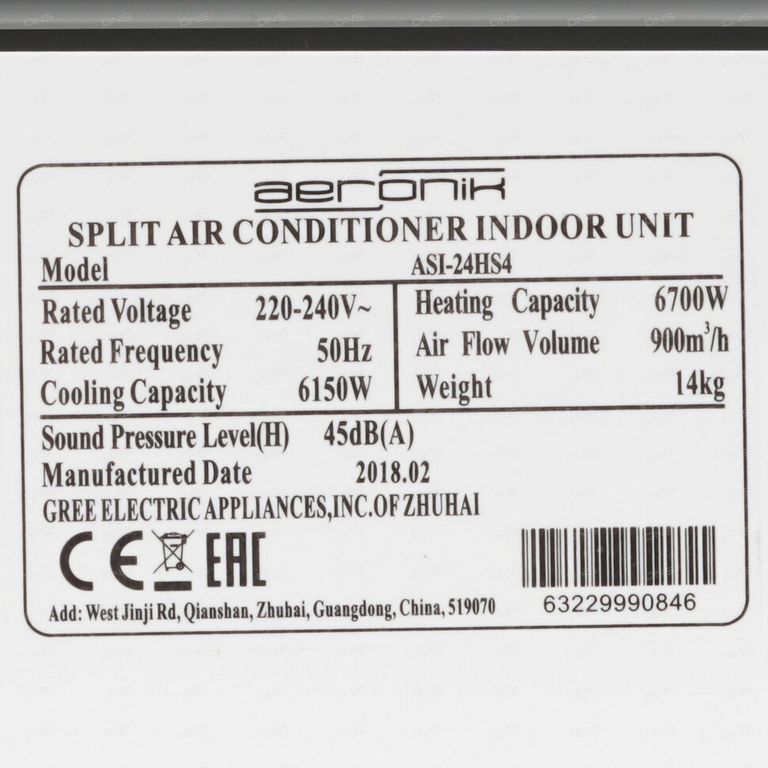 aeronik
SPLIT AIR CONDITIONER INDOOR UNIT
Model ASI-24HS4
Rated Voltage 220-240V~
Rated Frequency 50Hz
Cooling Capacity 6150W
Heating Capacity 6700W
Air Flow Volume 900m³/h
Weight 14kg
Sound Pressure Level(H) 45dB(A)
Manufactured Date 2018.02
GREE ELECTRIC APPLIANCES,INC.OF ZHUHAI
CE EAC
63229990846
Add: West Jinji Rd, Qianshan, Zhuhai, Guangdong, China, 519070